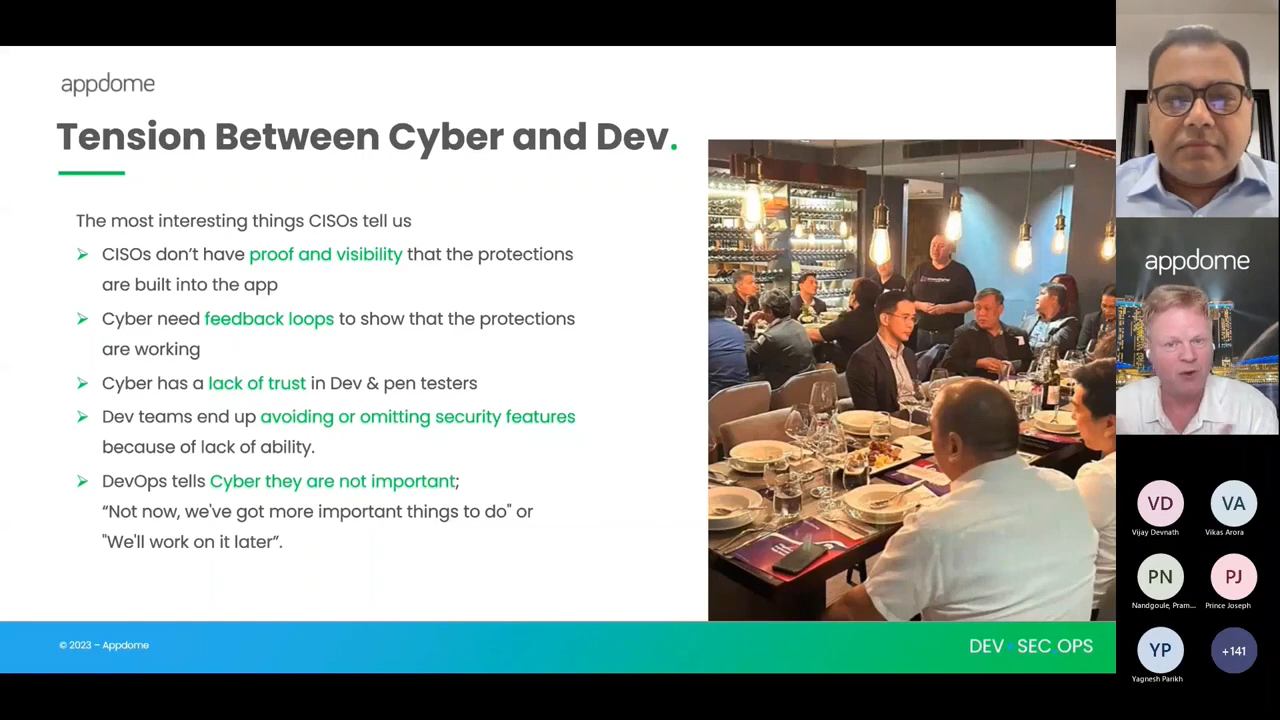 appdome
Tension Between Cyber and Dev.
The most interesting things CISOs tell us
CISOs don’t have proof and visibility that the protections
are built into the app
Cyber need feedback loops to show that the protections
are working
Cyber has a lack of trust in Dev & pen testers
Dev teams end up avoiding or omitting security features
because of lack of ability.
DevOps tells Cyber they are not important;
“Not now, we've got more important things to do" or
"We'll work on it later”.
© 2023 – Appdome
DEV SEC OPS
appdome
VD
VA
Vijay Devnath
Vikas Arora
PN
PJ
Nandgoule, Pram...
Prince Joseph
YP
+141
Yagnesh Parikh